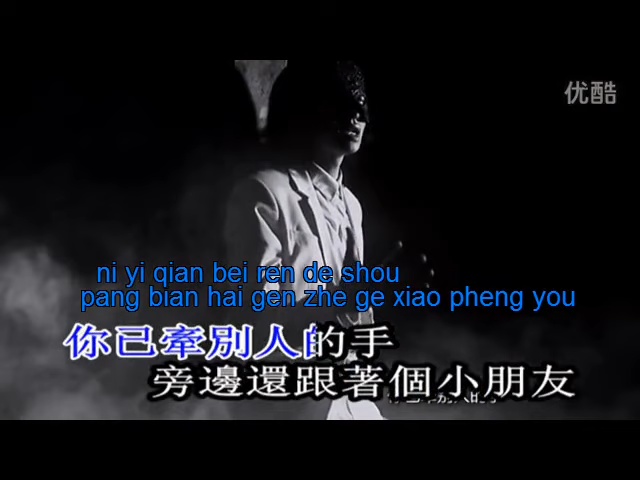 优酷
ni yi qian bei ren de shou
pang bian hai gen zhe ge xiao pheng you
你已牽別人的手
旁邊還跟著個小朋友